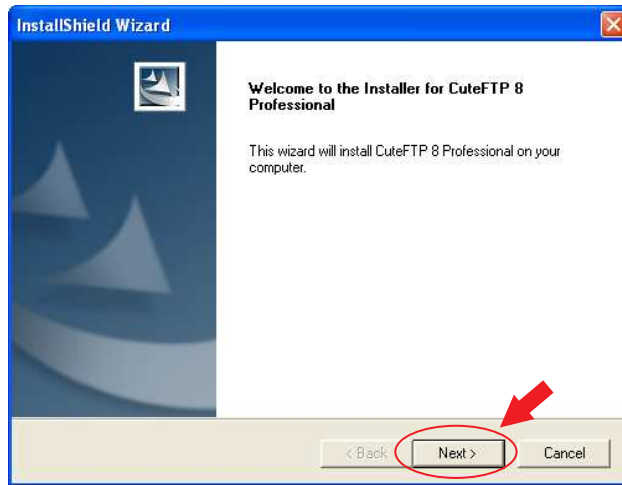 InstallShield Wizard
Welcome to the Installer for CuteFTP 8
Professional
This wizard will install CuteFTP 8 Professional on your
computer.
< Back
Next >
Cancel